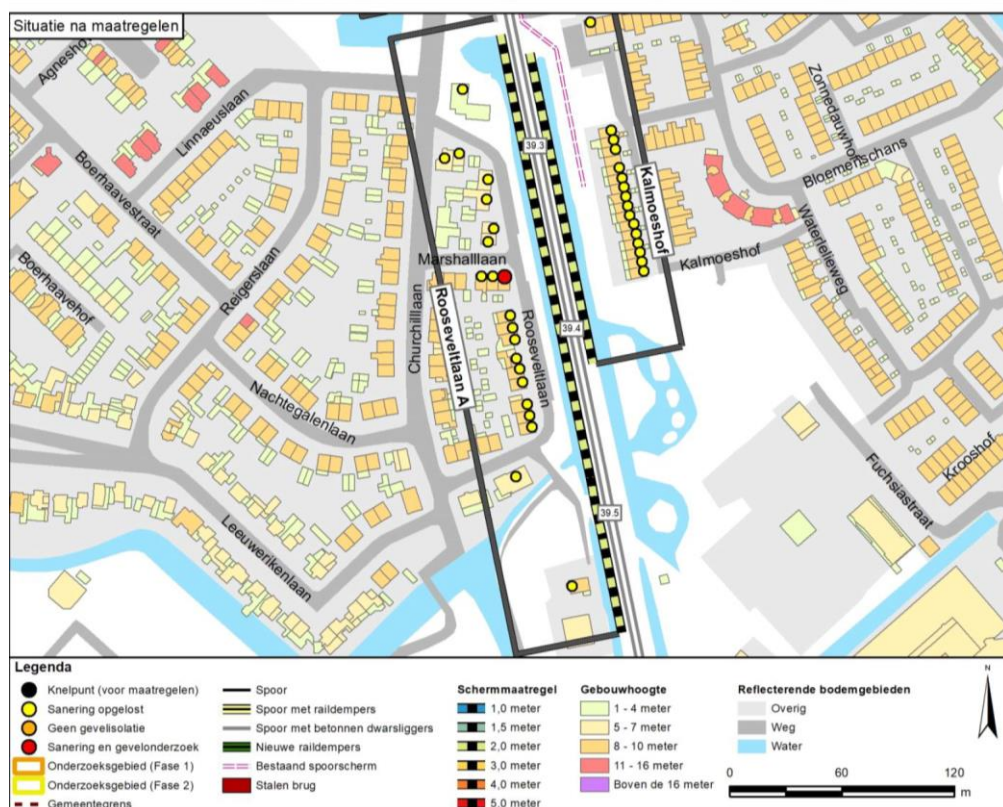 Situatie na maatregelen
Agneshof
Linnaeuslaan
Boerhaavestraat
Boerhaavehof
Reigerslaan
Nachtegalenlaan
Leeuwerikenlaan
Churchilllaan
Marshalllaan
Rooseveltlaan A
Rooseveltlaan
39.3
39.4
39.5
Kalmoeshof
Kalmoeshof
Zonnedauwhof
Bloemenschans
Waterlelieweg
Fuchsiastraat
Krooshof
Legenda
Knelpunt (voor maatregelen)
Sanering opgelost
Geen gevelisolatie
Sanering en gevelonderzoek
Onderzoeksgebied (Fase 1)
Onderzoeksgebied (Fase 2)
Gemeentegrens
Spoor
Spoor met raildempers
Spoor met betonnen dwarsliggers
Nieuwe raildempers
Bestaand spoorscherm
Stalen brug
Schermmaatregel
1,0 meter
1,5 meter
2,0 meter
3,0 meter
4,0 meter
5,0 meter
Gebouwhoogte
1 - 4 meter
5 - 7 meter
8 - 10 meter
11 - 16 meter
Boven de 16 meter
Reflecterende bodemgebieden
Overig
Weg
Water
N
0 60 120
m